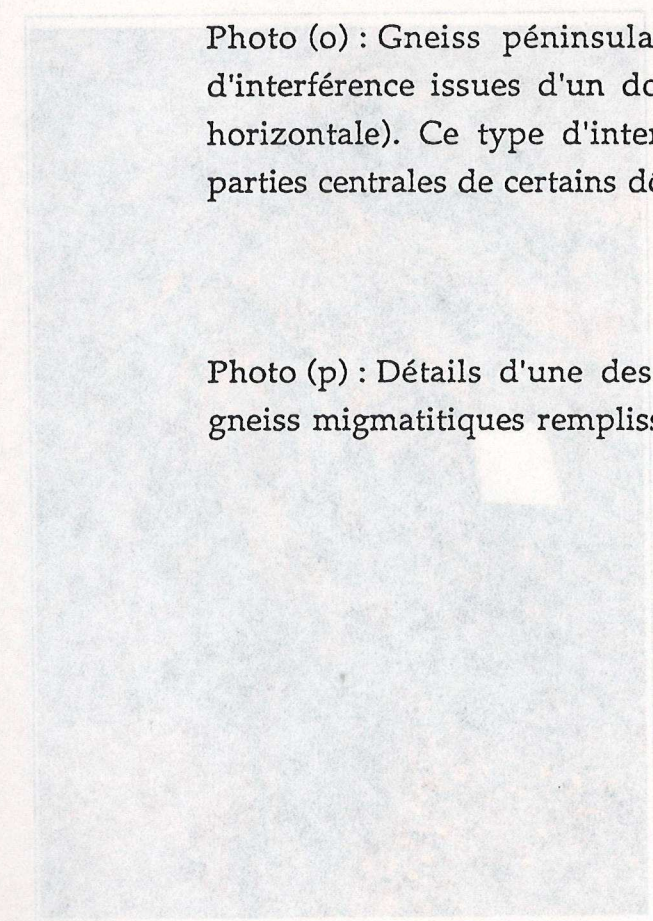 Photo (o) : Gneiss péninsula
d'interférence issues d'un do
horizontale). Ce type d'inter
parties centrales de certains dô
Photo (p) : Détails d'une des
gneiss migmatitiques rempliss